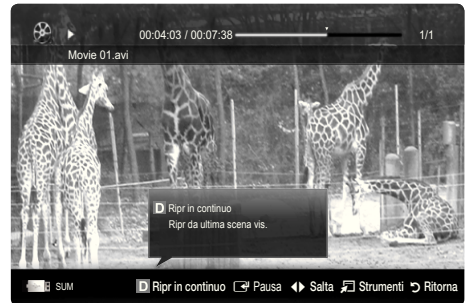 00:04:03 / 00:07:38 1/1
Movie 01.avi
D Ripr in continuo
Ripr da ultima scena vis.
SUM D Ripr in continuo Pausa Salta Strumenti Ritorna